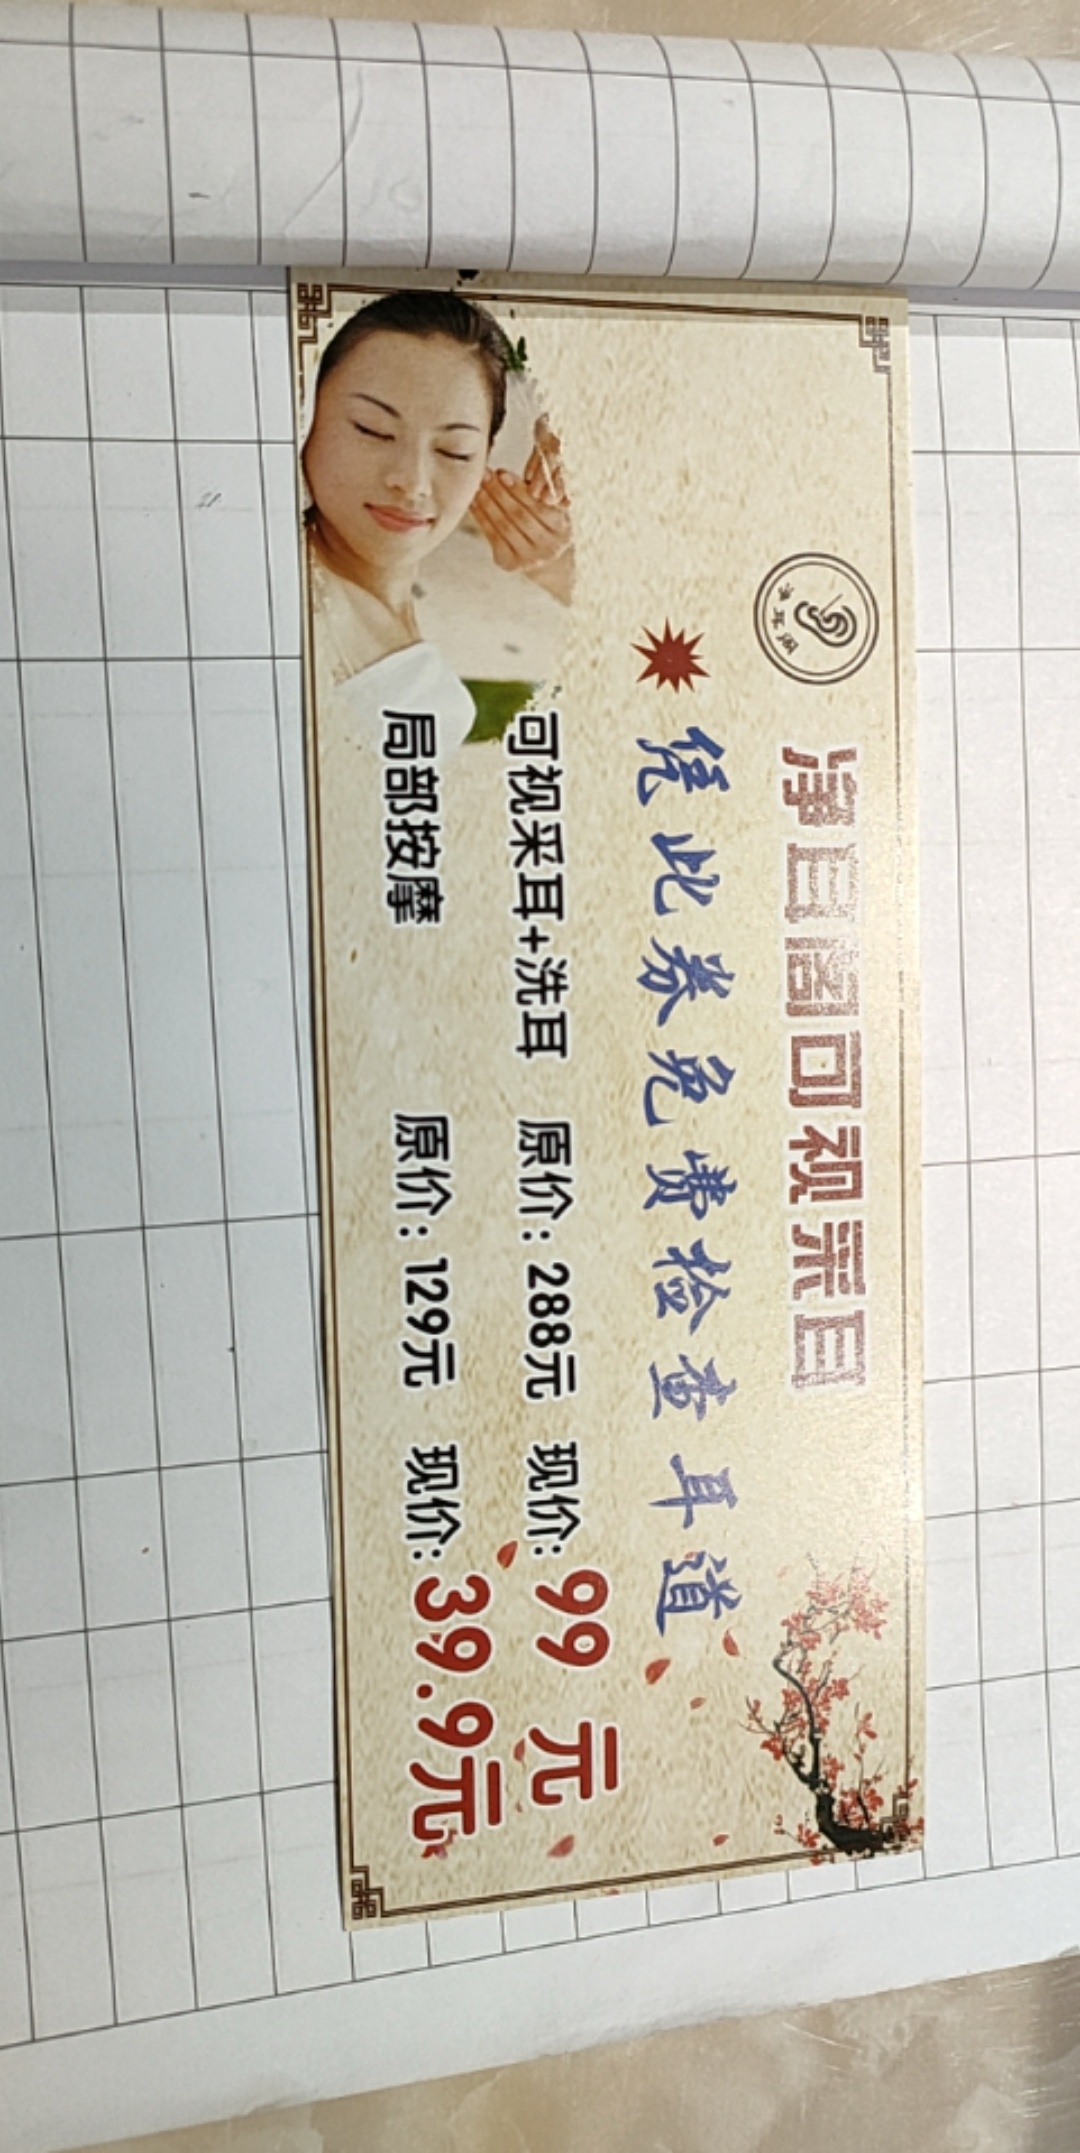 净耳阁可视采耳
凭此券免费检查耳道
可视采耳+洗耳 原价: 288元 现价: 99 元
局部按摩 原价: 129元 现价: 39.9元